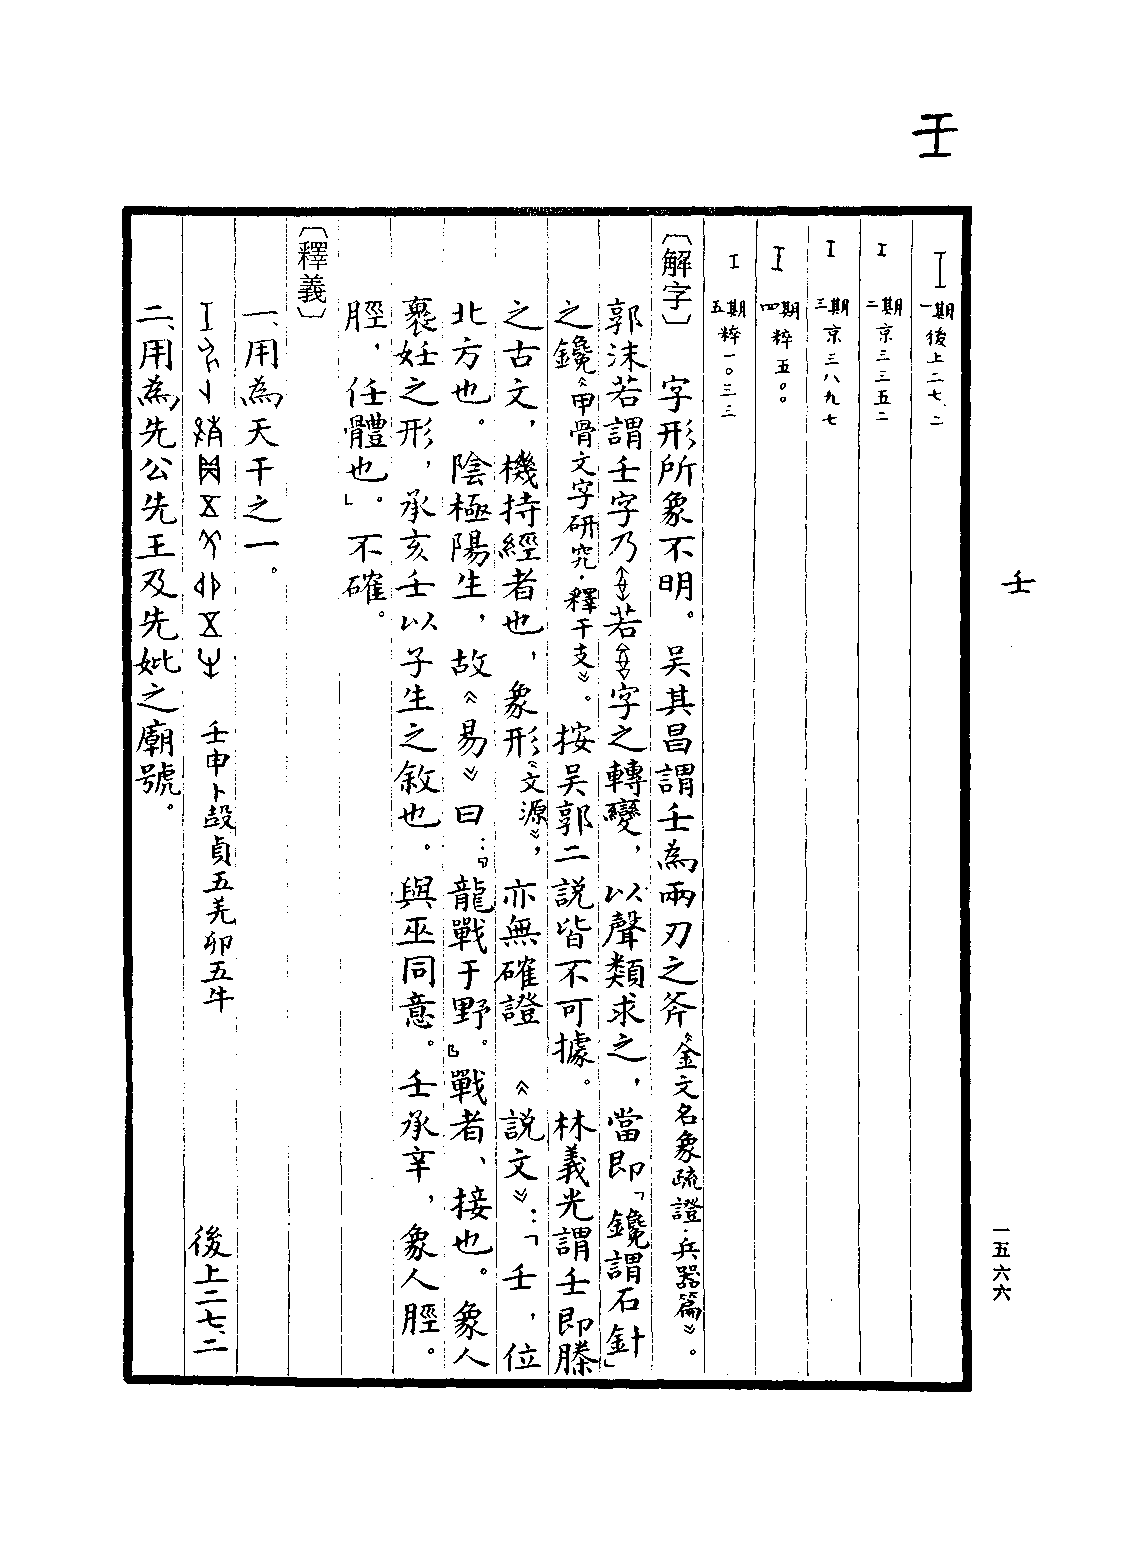 壬
壬
一五六六
一期後上二七.二
二期京三三五二
三期京三八九七
四期粹五〇〇
五期粹一〇三三
〔解字〕 字形所象不明。吴其昌謂壬為兩刃之斧《金文名象疏證·兵器篇》。
郭沫若謂壬字乃若字之轉變，以聲類求之，當即「鑱謂石針」
之鑱《甲骨文字研究·釋干支》。按吴郭二説皆不可據。林義光謂壬即滕
之古文，機持經者也，象形《文源》，亦無確證 《説文》：「壬，位
北方也。陰極陽生，故《易》曰：『龍戰于野。』戰者、接也。象人
褢妊之形，承亥壬以子生之敘也。與巫同意。壬承辛，象人脛。
脛，任體也」。不確。
〔釋義〕
一、用為天干之一。
壬申卜㱿貞五羌卯五牛 後上二七.二
二、用為先公先王及先妣之廟號。